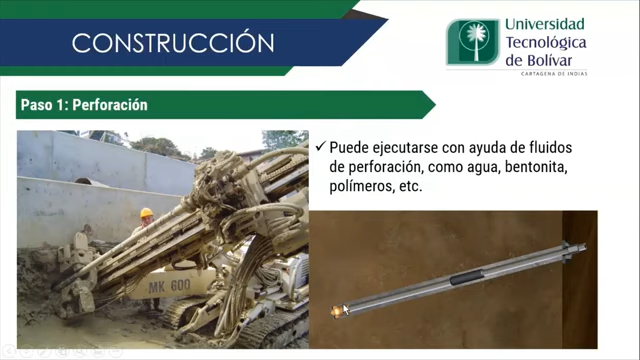 CONSTRUCCIÓN
Universidad
Tecnológica
de Bolívar
CARTAGENA DE INDIAS
Paso 1: Perforación
✓ Puede ejecutarse con ayuda de fluidos
de perforación, como agua, bentonita,
polímeros, etc.
MK 600